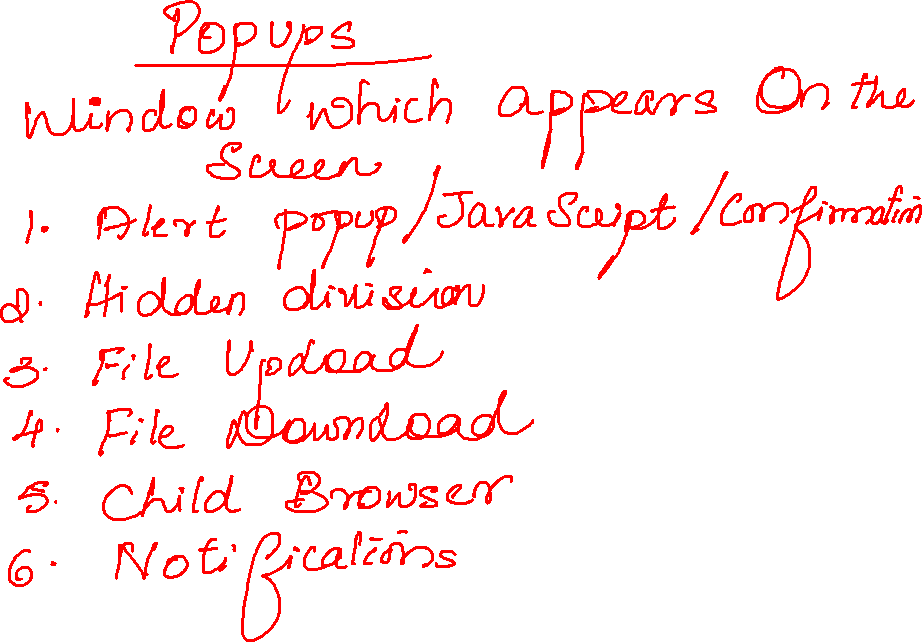 Popups
Window which appears On the
Screen
1. Alert popup/JavaScript/Confirmation
2. Hidden division
3. File Upload
4. File Download
5. Child Browser
6. Notifications